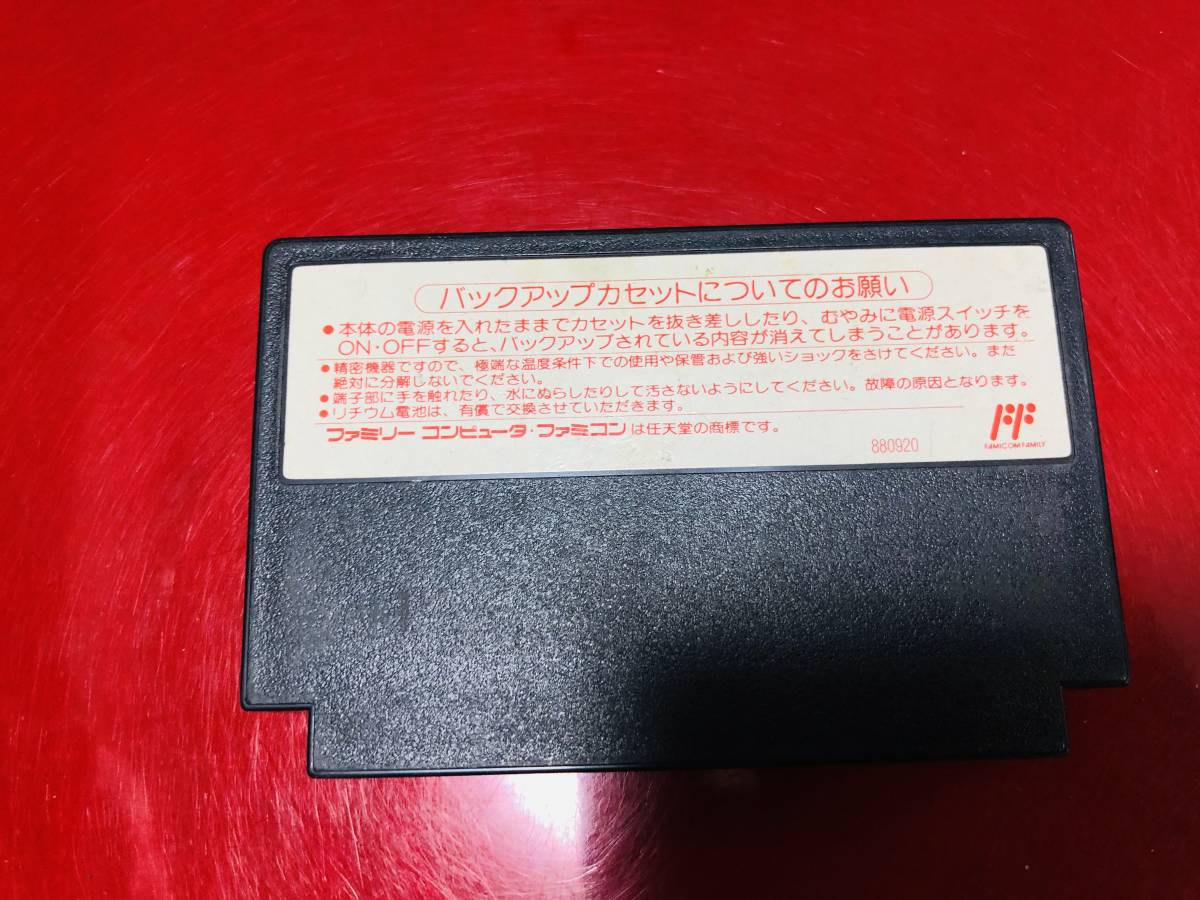 バックアップカセットについてのお願い
●本体の電源を入れたままでカセットを抜き差ししたり、むやみに電源スイッチを
ON・OFFすると、バックアップされている内容が消えてしまうことがあります。
●精密機器ですので、極端な温度条件下での使用や保管および強いショックをさけてください。また
絶対に分解しないでください。
●端子部に手を触れたり、水にぬらしたりして汚さないようにしてください。故障の原因となります。
●リチウム電池は、有償で交換させていただきます。
ファミリーコンピュータ・ファミコンは任天堂の商標です。
880920
FAMICOM FAMILY